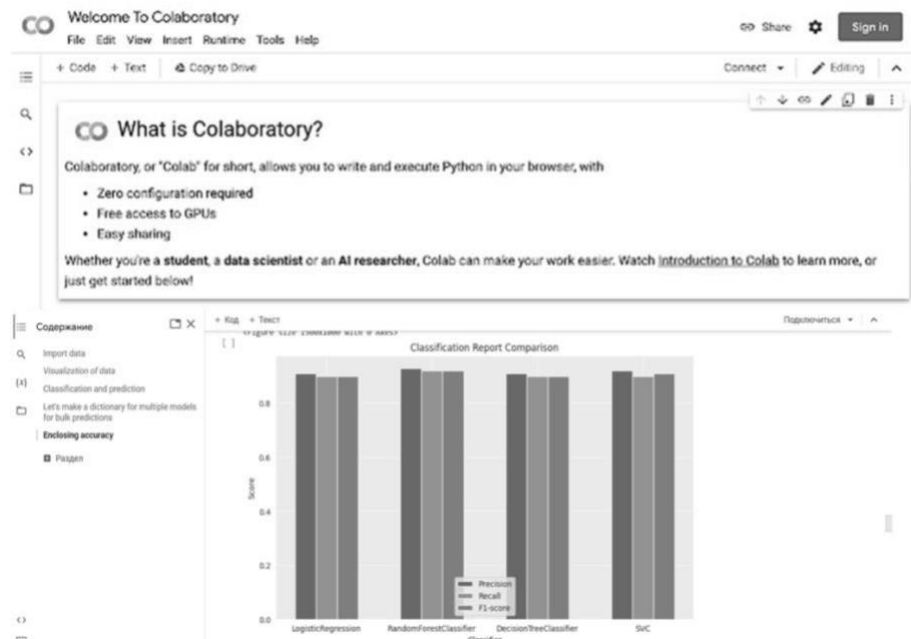 CO Welcome To Colaboratory
File Edit View Insert Runtime Tools Help
Share
Sign in
+ Code + Text Copy to Drive
Connect
Editing
CO What is Colaboratory?
Colaboratory, or "Colab" for short, allows you to write and execute Python in your browser, with
• Zero configuration required
• Free access to GPUs
• Easy sharing
Whether you're a student, a data scientist or an AI researcher, Colab can make your work easier. Watch Introduction to Colab to learn more, or
just get started below!
Содержание
Import data
Visualization of data
Classification and prediction
Let's make a dictionary for multiple models
for bulk predictions
Enclosing accuracy
Раздел
+ Код + Текст
Подключиться
[ ]
Classification Report Comparison
0.8
0.6
0.4
0.2
0.0
Score
Precision
Recall
F1-score
LogisticRegression RandomForestClassifier DecisionTreeClassifier SVC
Classifier